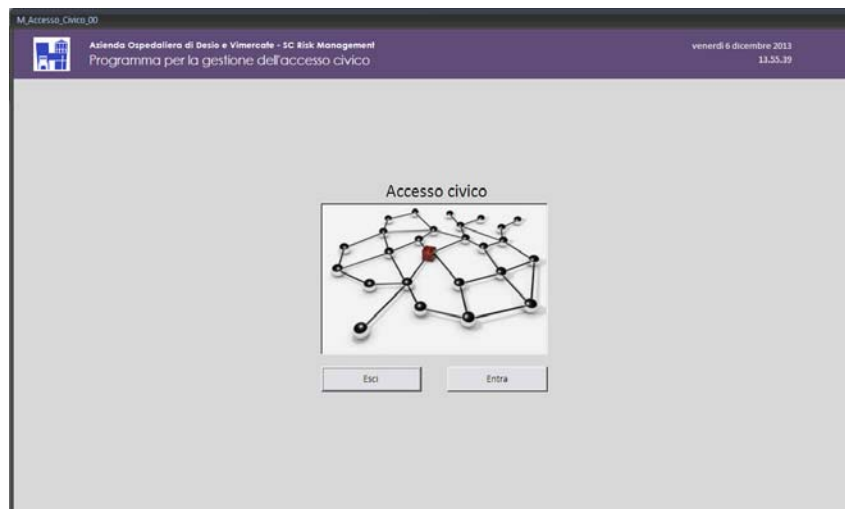 M_Accesso_Civico_00
Azienda Ospedaliera di Desio e Vimercate - SC Risk Management
Programma per la gestione dell'accesso civico
venerdì 6 dicembre 2013
13.55.39
Accesso civico
Esci
Entra